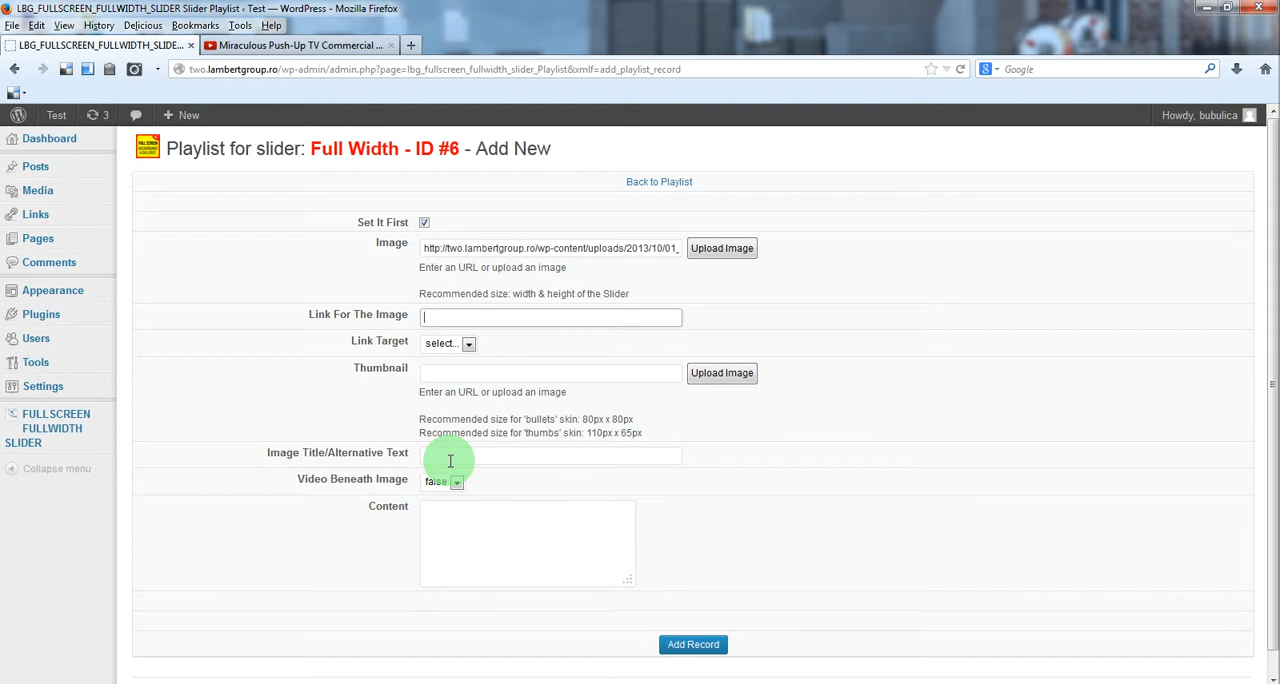 LBG_FULLSCREEN_FULLWIDTH_SLIDER Slider Playlist ‹ Test — WordPress - Mozilla Firefox
File Edit View History Delicious Bookmarks Tools Help
LBG_FULLSCREEN_FULLWIDTH_SLIDE... × Miraculous Push-Up TV Commercial ... × +
two.lambertgroup.ro/wp-admin/admin.php?page=lbg_fullscreen_fullwidth_slider_Playlist&xmlf=add_playlist_record
Google
Test 3 + New Howdy, bubulica
Dashboard
Posts
Media
Links
Pages
Comments
Appearance
Plugins
Users
Tools
Settings
FULLSCREEN
FULLWIDTH
SLIDER
Collapse menu
Playlist for slider: Full Width - ID #6 - Add New
Back to Playlist
Set It First
Image http://two.lambertgroup.ro/wp-content/uploads/2013/10/01_ Upload Image
Enter an URL or upload an image
Recommended size: width & height of the Slider
Link For The Image
Link Target select...
Thumbnail Upload Image
Enter an URL or upload an image
Recommended size for 'bullets' skin: 80px x 80px
Recommended size for 'thumbs' skin: 110px x 65px
Image Title/Alternative Text
Video Beneath Image false
Content
Add Record